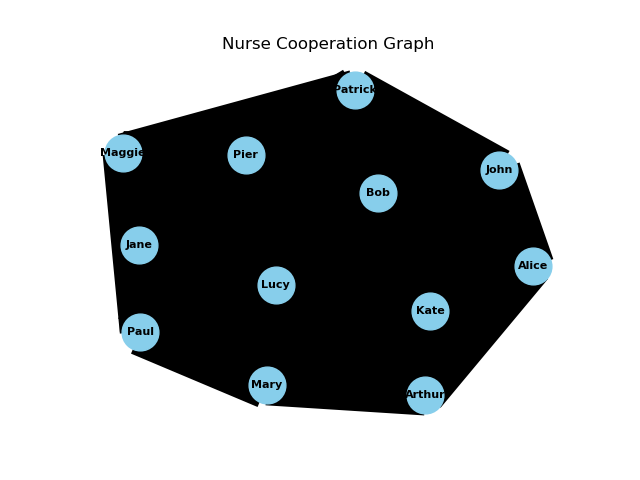 Nurse Cooperation Graph
Patrick
Maggie
Pier
John
Bob
Jane
Alice
Lucy
Kate
Paul
Mary
Arthur